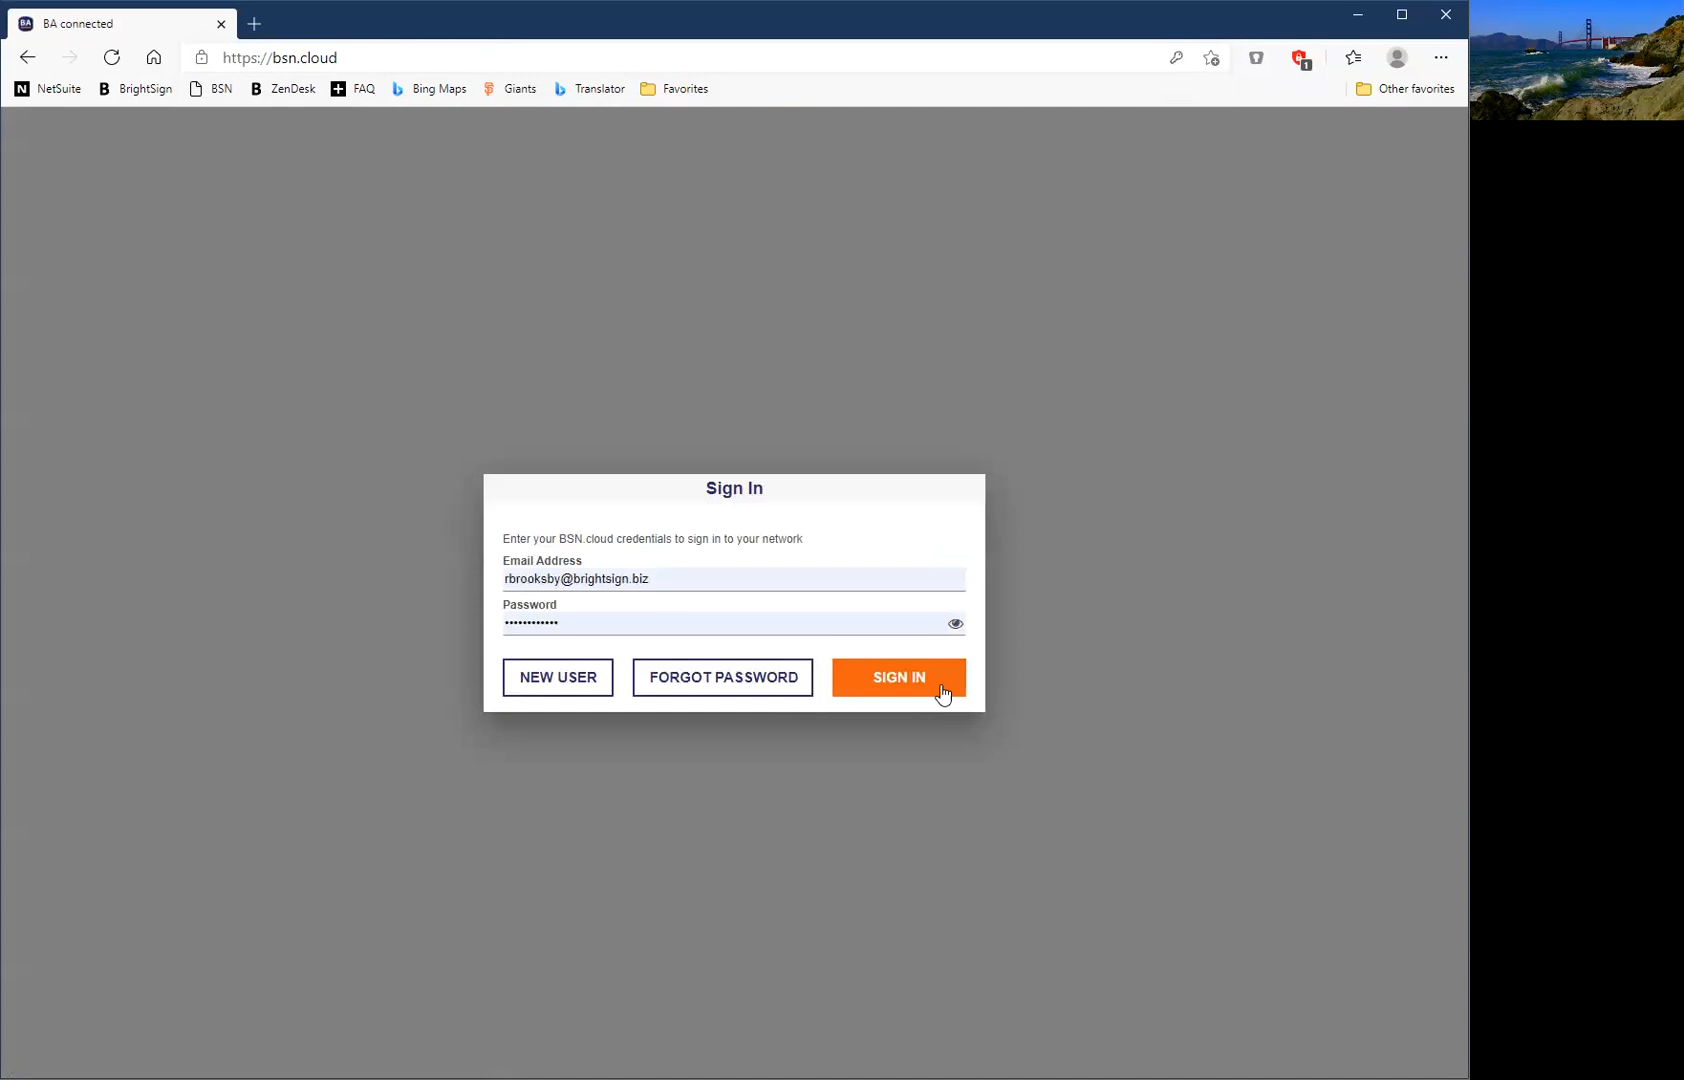 BA connected
https://bsn.cloud
1
N NetSuite B BrightSign BSN B ZenDesk FAQ Bing Maps Giants Translator Favorites Other favorites
Sign In
Enter your BSN.cloud credentials to sign in to your network
Email Address
rbrooksby@brightsign.biz
Password
••••••••••••
NEW USER FORGOT PASSWORD SIGN IN